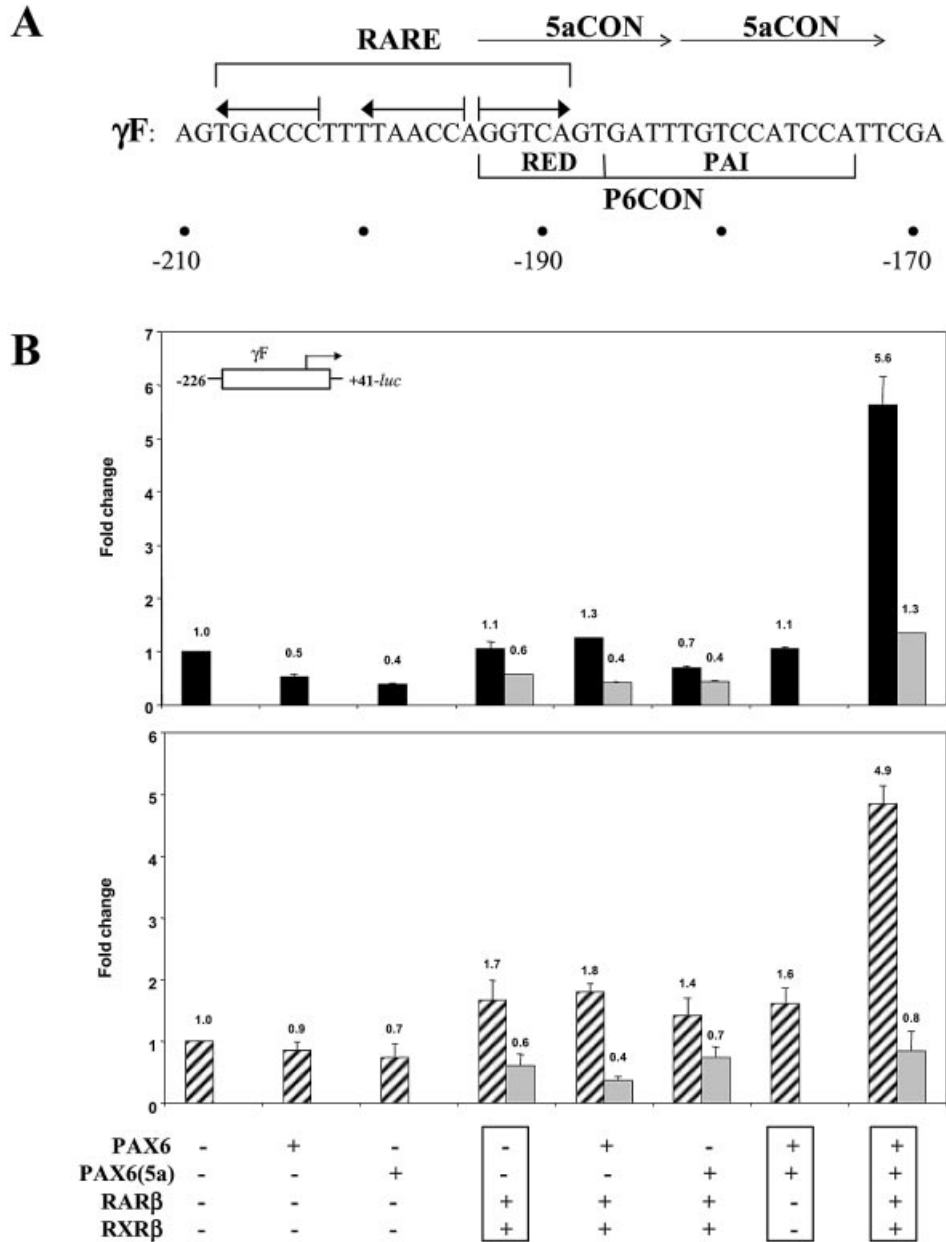 A
RARE 5aCON 5aCON
γF: AGTGACCCTTTTAACCAGGTCAGTGATTTGTCCATCCATTCGA
RED PAI
P6CON
-210 -190 -170
B
γF
-226 +41-luc
Fold change
7
6
5
4
3
2
1
0
1.0 0.5 0.4 1.1 0.6 1.3 0.4 0.7 0.4 1.1 5.6 1.3
Fold change
6
5
4
3
2
1
0
1.0 0.9 0.7 1.7 0.6 1.8 0.4 1.4 0.7 1.6 4.9 0.8
PAX6 - + - - + - + +
PAX6(5a) - - + - - + + +
RARβ - - - + + + - +
RXRβ - - - + + + - +